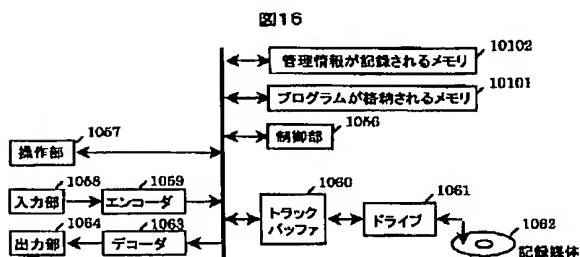 図16
10102
管理情報が記録されるメモリ
10101
プログラムが格納されるメモリ
1057
1056
操作部
制御部
1058
1059
1060
1061
入力部
エンコーダ
1064
1063
トラック
バッファ
ドライブ
1062
出力部
デコーダ
記録媒体